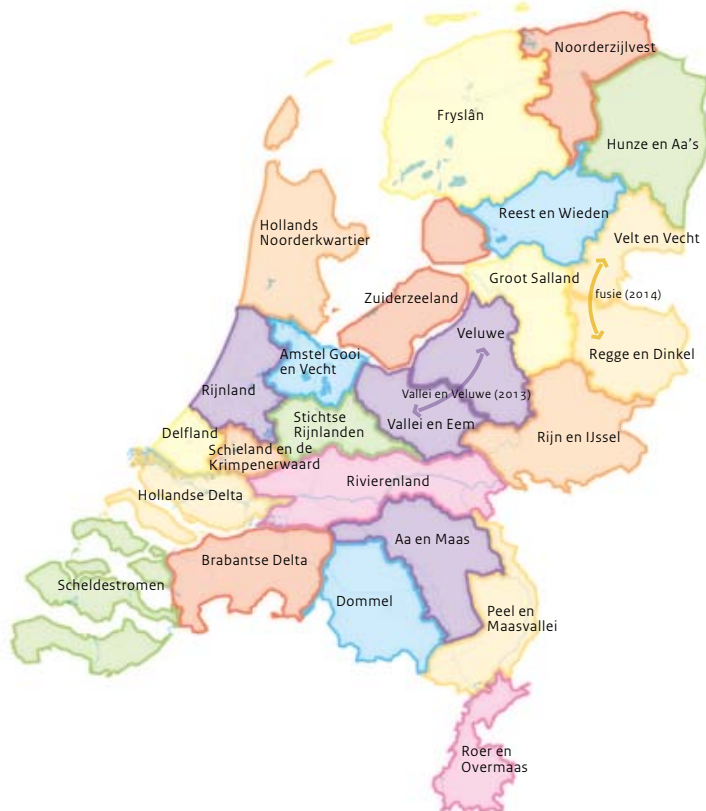 Noorderzijlvest
Fryslân
Hunze en Aa's
Reest en Wieden
Hollands
Noorderkwartier
Velt en Vecht
Groot Salland
Zuiderzeeland
fusie (2014)
Veluwe
Amstel Gooi
en Vecht
Regge en Dinkel
Rijnland
Vallei en Veluwe (2013)
Stichtse
Rijnlanden
Vallei en Eem
Delfland
Rijn en IJssel
Schieland en de
Krimpenerwaard
Rivierenland
Hollandse Delta
Aa en Maas
Brabantse Delta
Scheldestromen
Dommel
Peel en
Maasvallei
Roer en
Overmaas